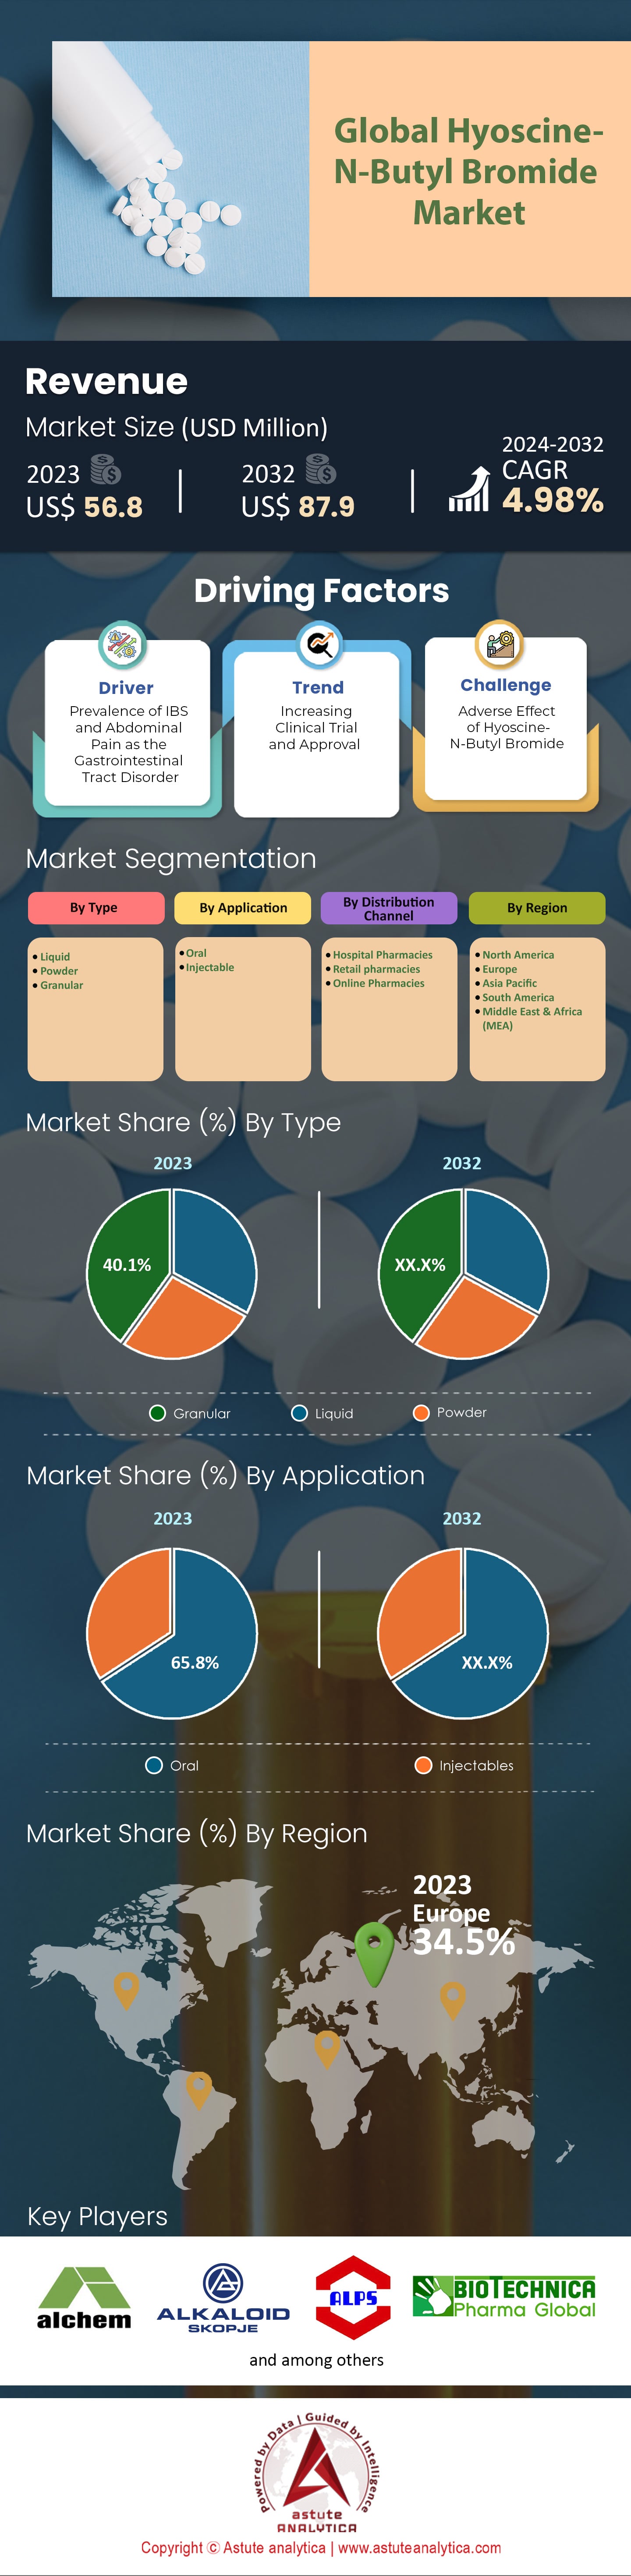 Global Hyoscine-
N-Butyl Bromide
Market
Revenue
Market Size (USD Million)
2023
US$ 56.8
2032
US$ 87.9
2024-2032
CAGR
4.98%
Driving Factors
Driver
Prevalence of IBS
and Abdominal
Pain as the
Gastrointestinal
Tract Disorder
Trend
Increasing
Clinical Trial
and Approval
Challenge
Adverse Effect
of Hyoscine-
N-Butyl Bromide
Market Segmentation
By Type
• Liquid
• Powder
• Granular
By Application
• Oral
• Injectable
By Distribution
Channel
• Hospital Pharmacies
• Retail pharmacies
• Online Pharmacies
By Region
• North America
• Europe
• Asia Pacific
• South America
• Middle East & Africa
(MEA)
Market Share (%) By Type
2023
2032
40.1%
XX.X%
Granular
Liquid
Powder
Market Share (%) By Application
2023
2032
65.8%
XX.X%
Oral
Injectables
Market Share (%) By Region
2023
Europe
34.5%
Key Players
alchem
ALKALOID
SKOPJE
ALPS
BIOTECHNICA
Pharma Global
and among others
Powered by Data | Guided by Intelligence
astute
ANALYTICA
Copyright © Astute analytica | www.astuteanalytica.com